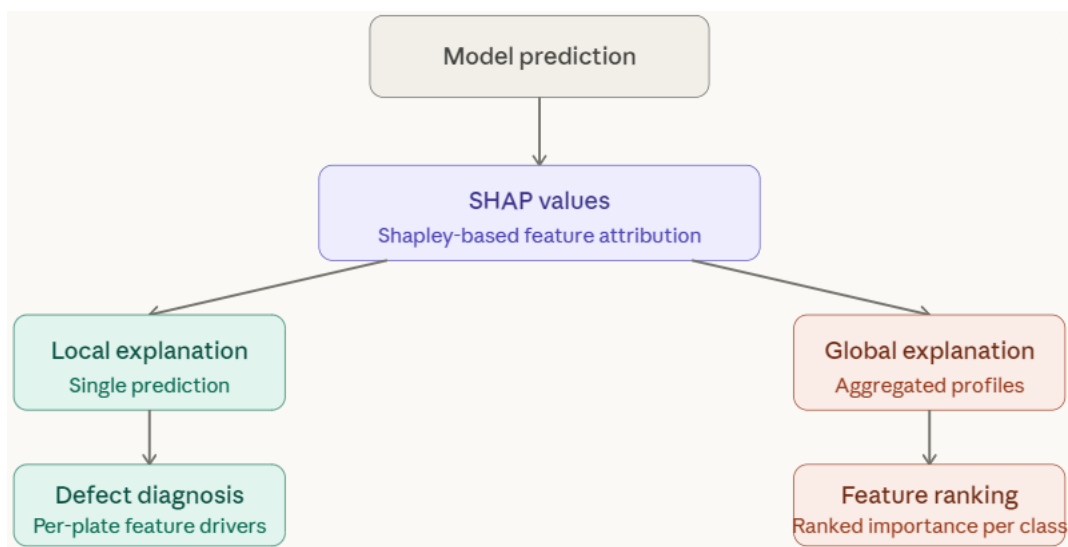 Model prediction
SHAP values
Shapley-based feature attribution
Local explanation
Single prediction
Global explanation
Aggregated profiles
Defect diagnosis
Per-plate feature drivers
Feature ranking
Ranked importance per class